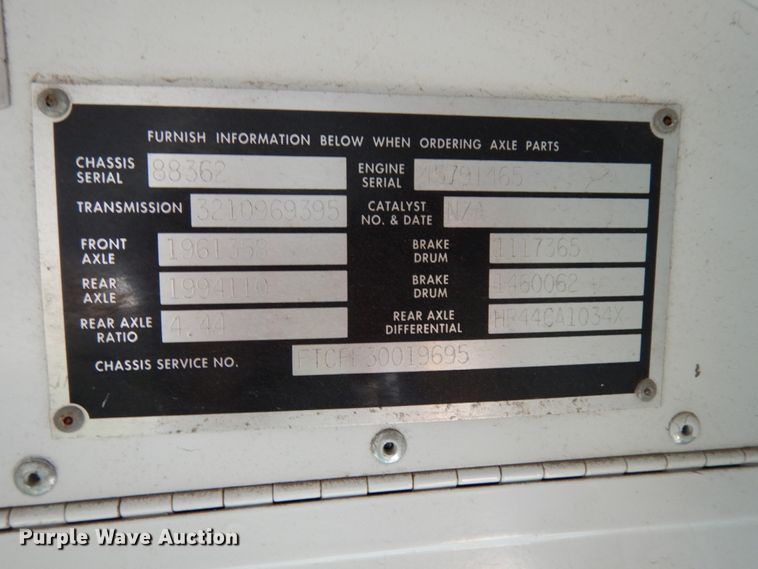 FURNISH INFORMATION BELOW WHEN ORDERING AXLE PARTS
CHASSIS SERIAL 88362 ENGINE SERIAL
TRANSMISSION 3210969395 CATALYST NO. & DATE N/A
FRONT AXLE BRAKE DRUM 1117365
REAR AXLE 1994110 BRAKE DRUM 1460062
REAR AXLE RATIO 4.44 REAR AXLE DIFFERENTIAL
CHASSIS SERVICE NO.
Purple Wave Auction